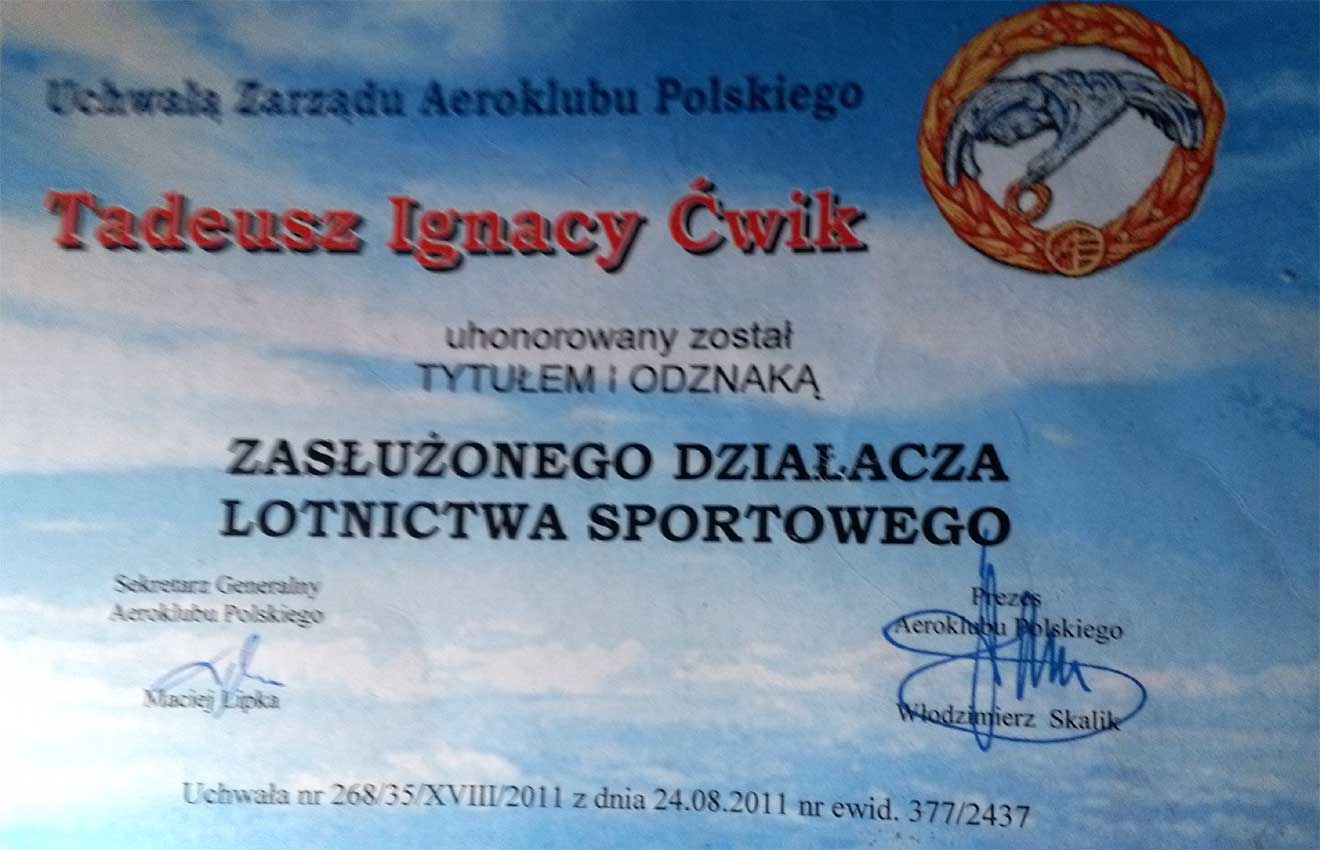 Uchwałą Zarządu Aeroklubu Polskiego
Tadeusz Ignacy Ćwik
uhonorowany został
TYTUŁEM i ODZNAKĄ
ZASŁUŻONEGO DZIAŁACZA
LOTNICTWA SPORTOWEGO
Sekretarz Generalny
Aeroklubu Polskiego
Maciej Lipka
Prezes
Aeroklubu Polskiego
Włodzimierz Skalik
Uchwała nr 268/35/XVIII/2011 z dnia 24.08.2011 nr ewid. 377/2437